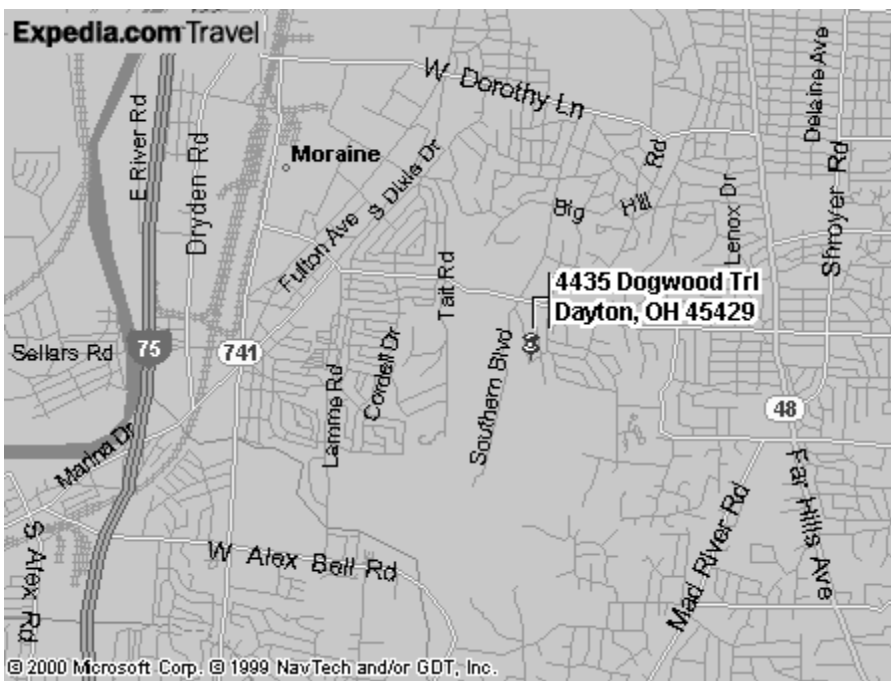 Expedia.com Travel
W Dorothy Ln
Delaine Ave
E River Rd
Dryden Rd
Moraine
S Dixie Dr
Rd
Big Hill
Lenox Dr
Shroyer Rd
Fulton Ave
Tait Rd
4435 Dogwood Trl
Dayton, OH 45429
Sellars Rd
75
741
Cordell Dr
Lamme Rd
Southern Blvd
48
Marina Dr
Far Hills Ave
Mad River Rd
S Alex Rd
W Alex Bell Rd
© 2000 Microsoft Corp. © 1999 NavTech and/or GDT, Inc.